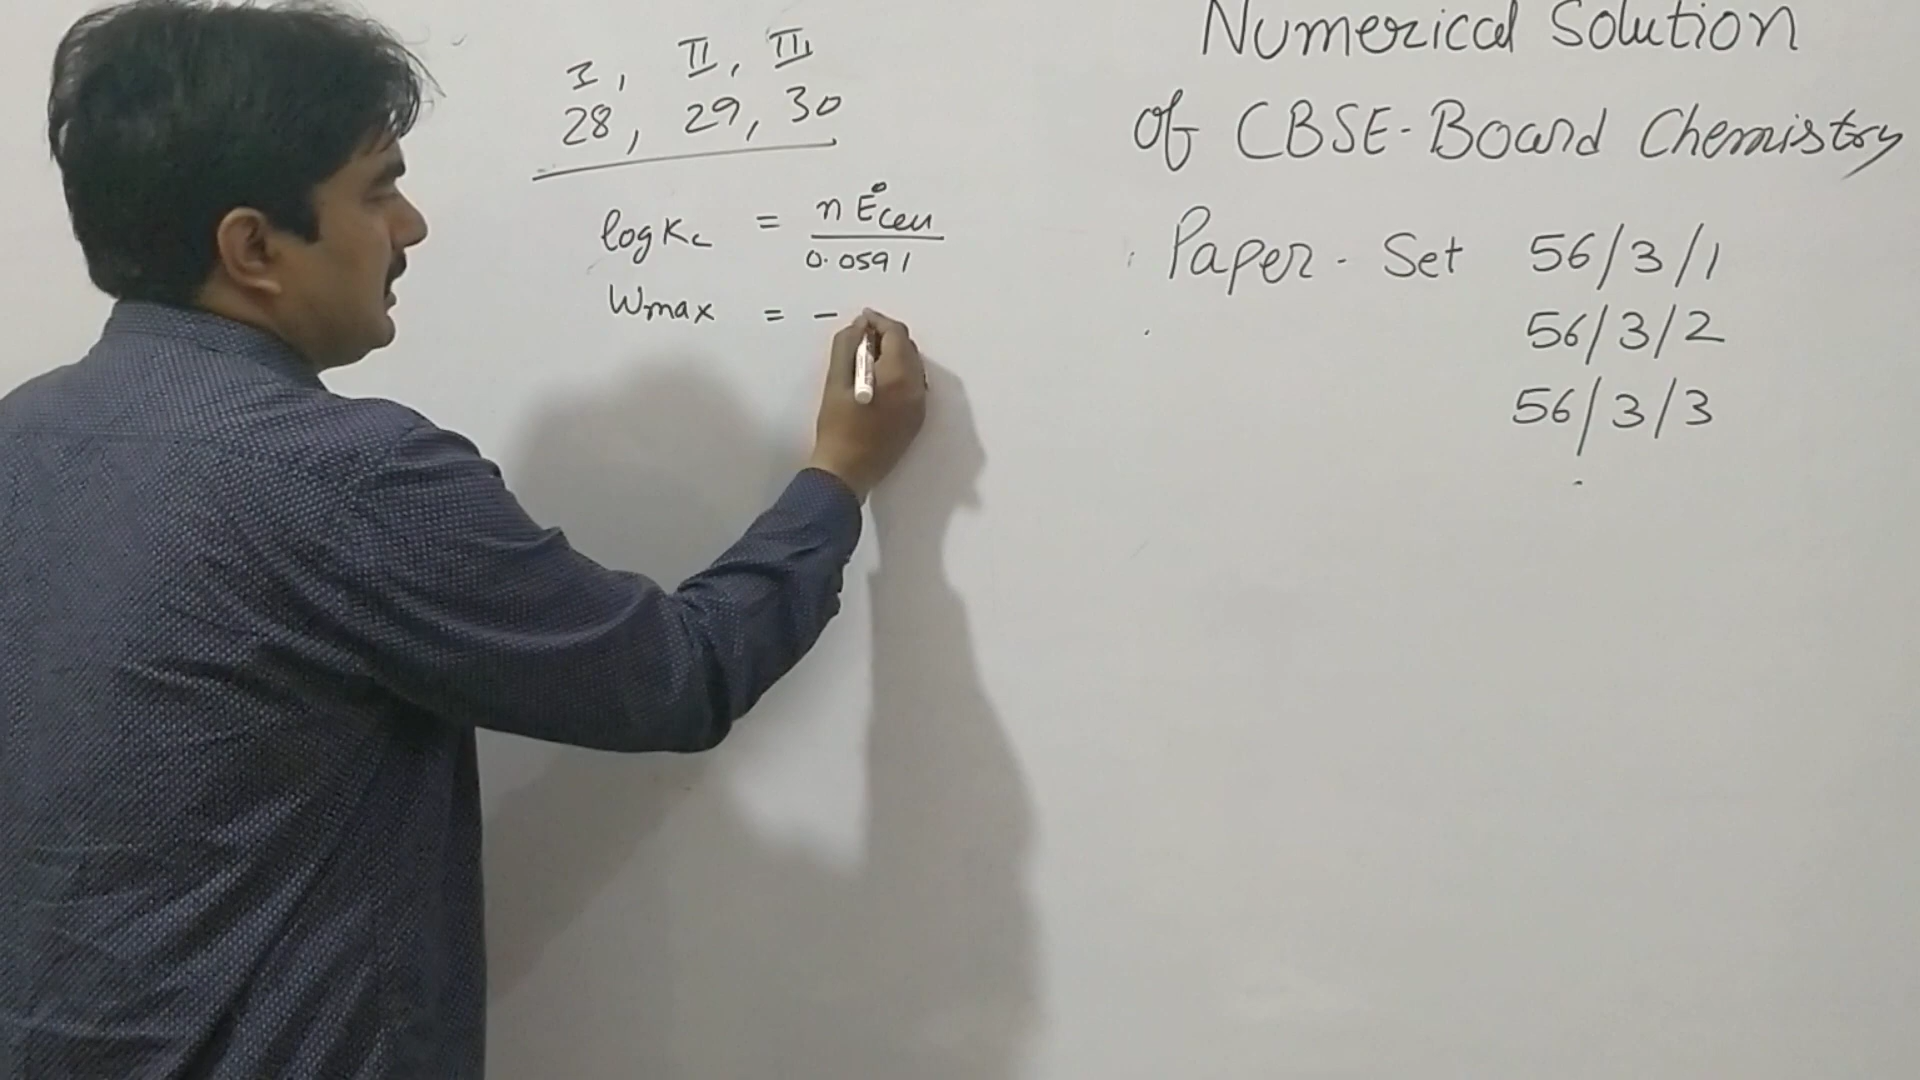 I, II, III
28, 29, 30
log Kc = n E°cell / 0.0591
Wmax = -
Numerical Solution
of CBSE-Board Chemistry
Paper - Set 56/3/1
56/3/2
56/3/3